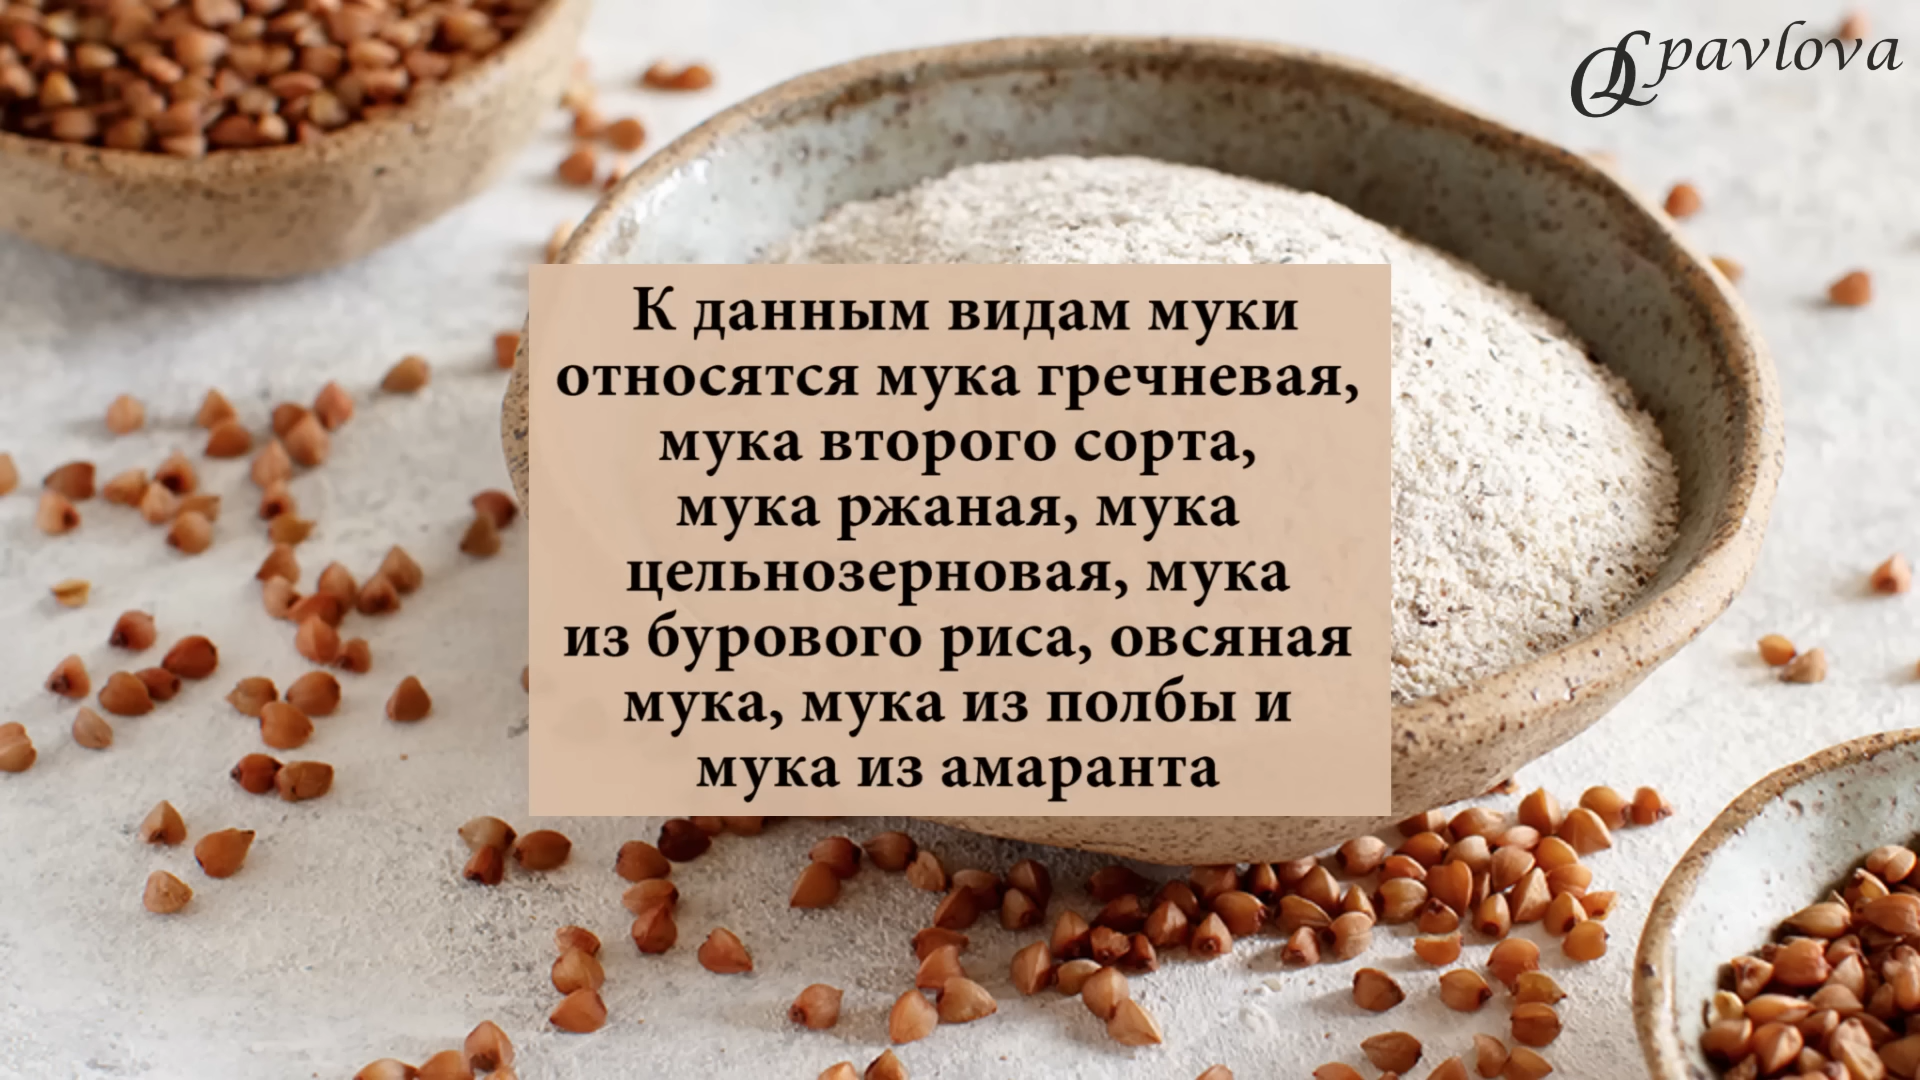 pavlova
К данным видам муки
относятся мука гречневая,
мука второго сорта,
мука ржаная, мука
цельнозерновая, мука
из бурового риса, овсяная
мука, мука из полбы и
мука из амаранта